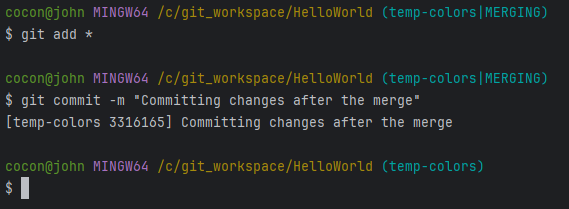 cocon@john MINGW64 /c/git_workspace/HelloWorld (temp-colors|MERGING)
$ git add *
cocon@john MINGW64 /c/git_workspace/HelloWorld (temp-colors|MERGING)
$ git commit -m "Committing changes after the merge"
[temp-colors 3316165] Committing changes after the merge
cocon@john MINGW64 /c/git_workspace/HelloWorld (temp-colors)
$